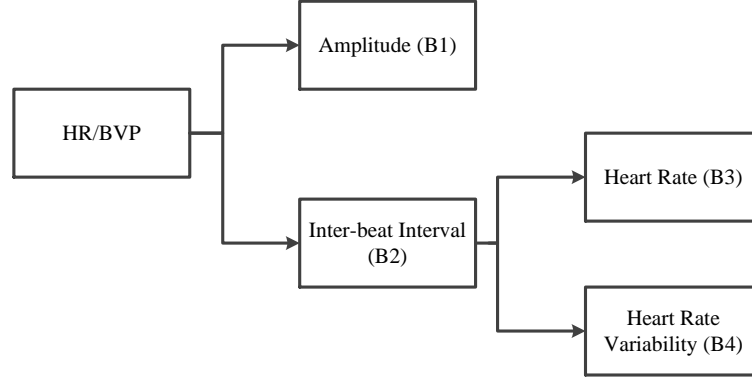 HR/BVP
Amplitude (B1)
Inter-beat Interval
(B2)
Heart Rate (B3)
Heart Rate
Variability (B4)